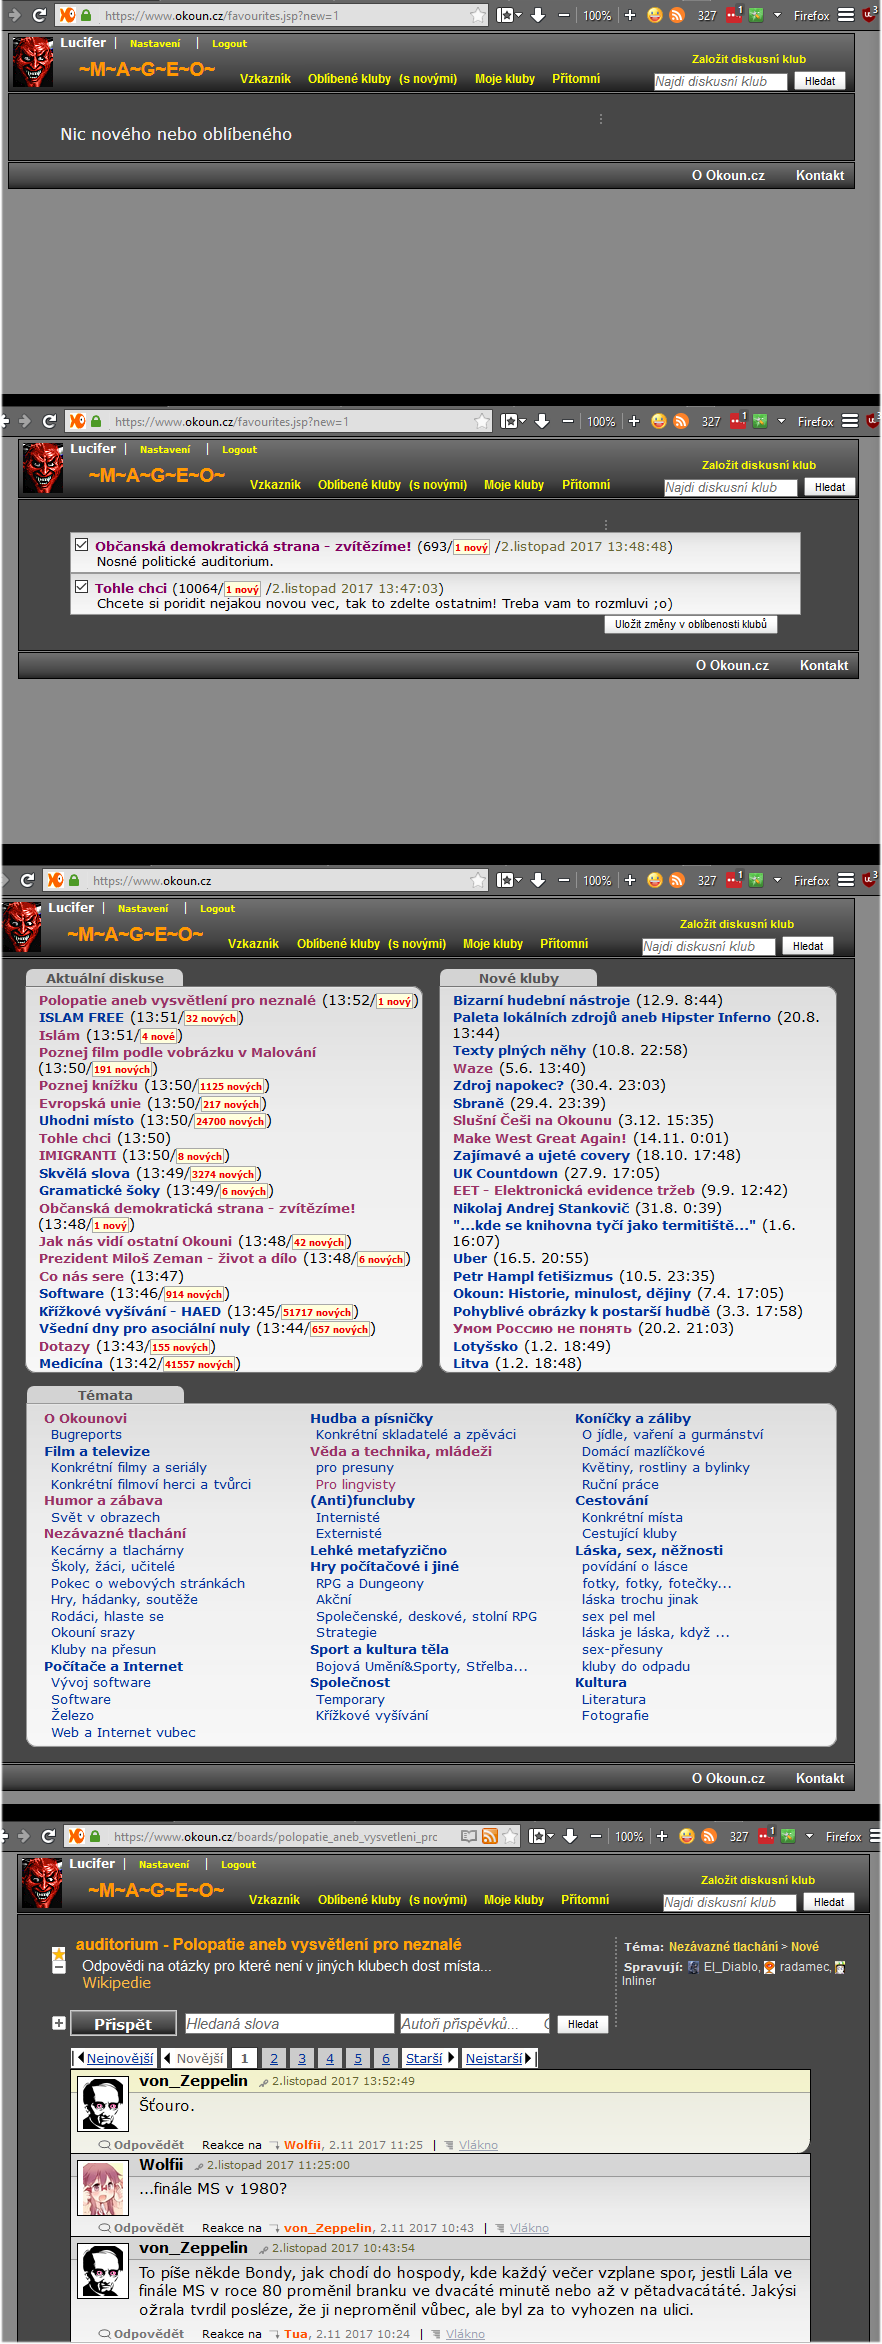 https://www.okoun.cz/favourites.jsp?new=1 100% 327 1 Firefox 3
Lucifer | Nastavení | Logout
~M~A~G~E~O~
Založit diskusní klub
Vzkazník Oblíbené kluby (s novými) Moje kluby Přítomní Najdi diskusní klub Hledat
Nic nového nebo oblíbeného
O Okoun.cz Kontakt
https://www.okoun.cz/favourites.jsp?new=1 100% 327 1 Firefox 3
Lucifer | Nastavení | Logout
~M~A~G~E~O~
Založit diskusní klub
Vzkazník Oblíbené kluby (s novými) Moje kluby Přítomní Najdi diskusní klub Hledat
Občanská demokratická strana - zvítězíme! (693/1 nový /2.listopad 2017 13:48:48)
Nosné politické auditorium.
Tohle chci (10064/1 nový /2.listopad 2017 13:47:03)
Chcete si poridit nejakou novou vec, tak to zdelte ostatnim! Treba vam to rozmluvi ;o)
Uložit změny v oblíbenosti klubů
O Okoun.cz Kontakt
https://www.okoun.cz 100% 327 1 Firefox 3
Lucifer | Nastavení | Logout
~M~A~G~E~O~
Založit diskusní klub
Vzkazník Oblíbené kluby (s novými) Moje kluby Přítomní Najdi diskusní klub Hledat
Aktuální diskuse
Polopatie aneb vysvětlení pro neznalé (13:52/1 nový)
ISLAM FREE (13:51/32 nových)
Islám (13:51/4 nové)
Poznej film podle vobrázku v Malování
(13:50/191 nových)
Poznej knížku (13:50/1125 nových)
Evropská unie (13:50/217 nových)
Uhodni místo (13:50/24700 nových)
Tohle chci (13:50)
IMIGRANTI (13:50/8 nových)
Skvělá slova (13:49/3274 nových)
Gramatické šoky (13:49/6 nových)
Občanská demokratická strana - zvítězíme!
(13:48/1 nový)
Jak nás vidí ostatní Okouni (13:48/42 nových)
Prezident Miloš Zeman - život a dílo (13:48/6 nových)
Co nás sere (13:47)
Software (13:46/914 nových)
Křížkové vyšívání - HAED (13:45/51717 nových)
Všední dny pro asociální nuly (13:44/657 nových)
Dotazy (13:43/155 nových)
Medicína (13:42/41557 nových)
Nové kluby
Bizarní hudební nástroje (12.9. 8:44)
Paleta lokálních zdrojů aneb Hipster Inferno (20.8.
13:44)
Texty plných něhy (10.8. 22:58)
Waze (5.6. 13:40)
Zdroj napokec? (30.4. 23:03)
Sbraně (29.4. 23:39)
Slušní Češi na Okounu (3.12. 15:35)
Make West Great Again! (14.11. 0:01)
Zajímavé a ujeté covery (18.10. 17:48)
UK Countdown (27.9. 17:05)
EET - Elektronická evidence tržeb (9.9. 12:42)
Nikolaj Andrej Stankovič (31.8. 0:39)
"...kde se knihovna tyčí jako termitiště..." (1.6.
16:07)
Uber (16.5. 20:55)
Petr Hampl fetišizmus (10.5. 23:35)
Okoun: Historie, minulost, dějiny (7.4. 17:05)
Pohyblivé obrázky k postarší hudbě (3.3. 17:58)
Умом Россию не понять (20.2. 21:03)
Lotyšsko (1.2. 18:49)
Litva (1.2. 18:48)
Témata
O Okounovi
Bugreports
Film a televize
Konkrétní filmy a seriály
Konkrétní filmoví herci a tvůrci
Humor a zábava
Svět v obrazech
Nezávazné tlachání
Kecárny a tlachárny
Školy, žáci, učitelé
Pokec o webových stránkách
Hry, hádanky, soutěže
Rodáci, hlaste se
Okouní srazy
Kluby na přesun
Počítače a Internet
Vývoj software
Software
Železo
Web a Internet vubec
Hudba a písničky
Konkrétní skladatelé a zpěváci
Věda a technika, mládeži
pro presuny
Pro lingvisty
(Anti)funcluby
Internisté
Externisté
Lehké metafyzično
Hry počítačové i jiné
RPG a Dungeony
Akční
Společenské, deskové, stolní RPG
Strategie
Sport a kultura těla
Bojová Umění&Sporty, Střelba...
Společnost
Temporary
Křížkové vyšívání
Koníčky a záliby
O jídle, vaření a gurmánství
Domácí mazlíčkové
Květiny, rostliny a bylinky
Ruční práce
Cestování
Konkrétní místa
Cestující kluby
Láska, sex, něžnosti
povídání o lásce
fotky, fotky, fotečky...
láska trochu jinak
sex pel mel
láska je láska, když ...
sex-přesuny
kluby do odpadu
Kultura
Literatura
Fotografie
O Okoun.cz Kontakt
https://www.okoun.cz/boards/polopatie_aneb_vysvetleni_prc 100% 327 1 Firefox
Lucifer | Nastavení | Logout
~M~A~G~E~O~
Založit diskusní klub
Vzkazník Oblíbené kluby (s novými) Moje kluby Přítomní Najdi diskusní klub Hledat
auditorium - Polopatie aneb vysvětlení pro neznalé
Odpovědi na otázky pro které není v jiných klubech dost místa...
Wikipedie
Téma: Nezávazné tlachání > Nové
Spravují: El_Diablo, radamec,
Inliner
Přispět Hledaná slova Autoři příspěvků... Hledat
Nejnovější Novější 1 2 3 4 5 6 Starší Nejstarší
von_Zeppelin 2.listopad 2017 13:52:49
Šťouro.
Odpovědět Reakce na Wolfii, 2.11 2017 11:25 | Vlákno
Wolfii 2.listopad 2017 11:25:00
...finále MS v 1980?
Odpovědět Reakce na von_Zeppelin, 2.11 2017 10:43 | Vlákno
von_Zeppelin 2.listopad 2017 10:43:54
To píše někde Bondy, jak chodí do hospody, kde každý večer vzplane spor, jestli Lála ve
finále MS v roce 80 proměnil branku ve dvacáté minutě nebo až v pětadvacátáté. Jakýsi
ožrala tvrdil posléze, že ji neproměnil vůbec, ale byl za to vyhozen na ulici.
Odpovědět Reakce na Tua, 2.11 2017 10:24 | Vlákno